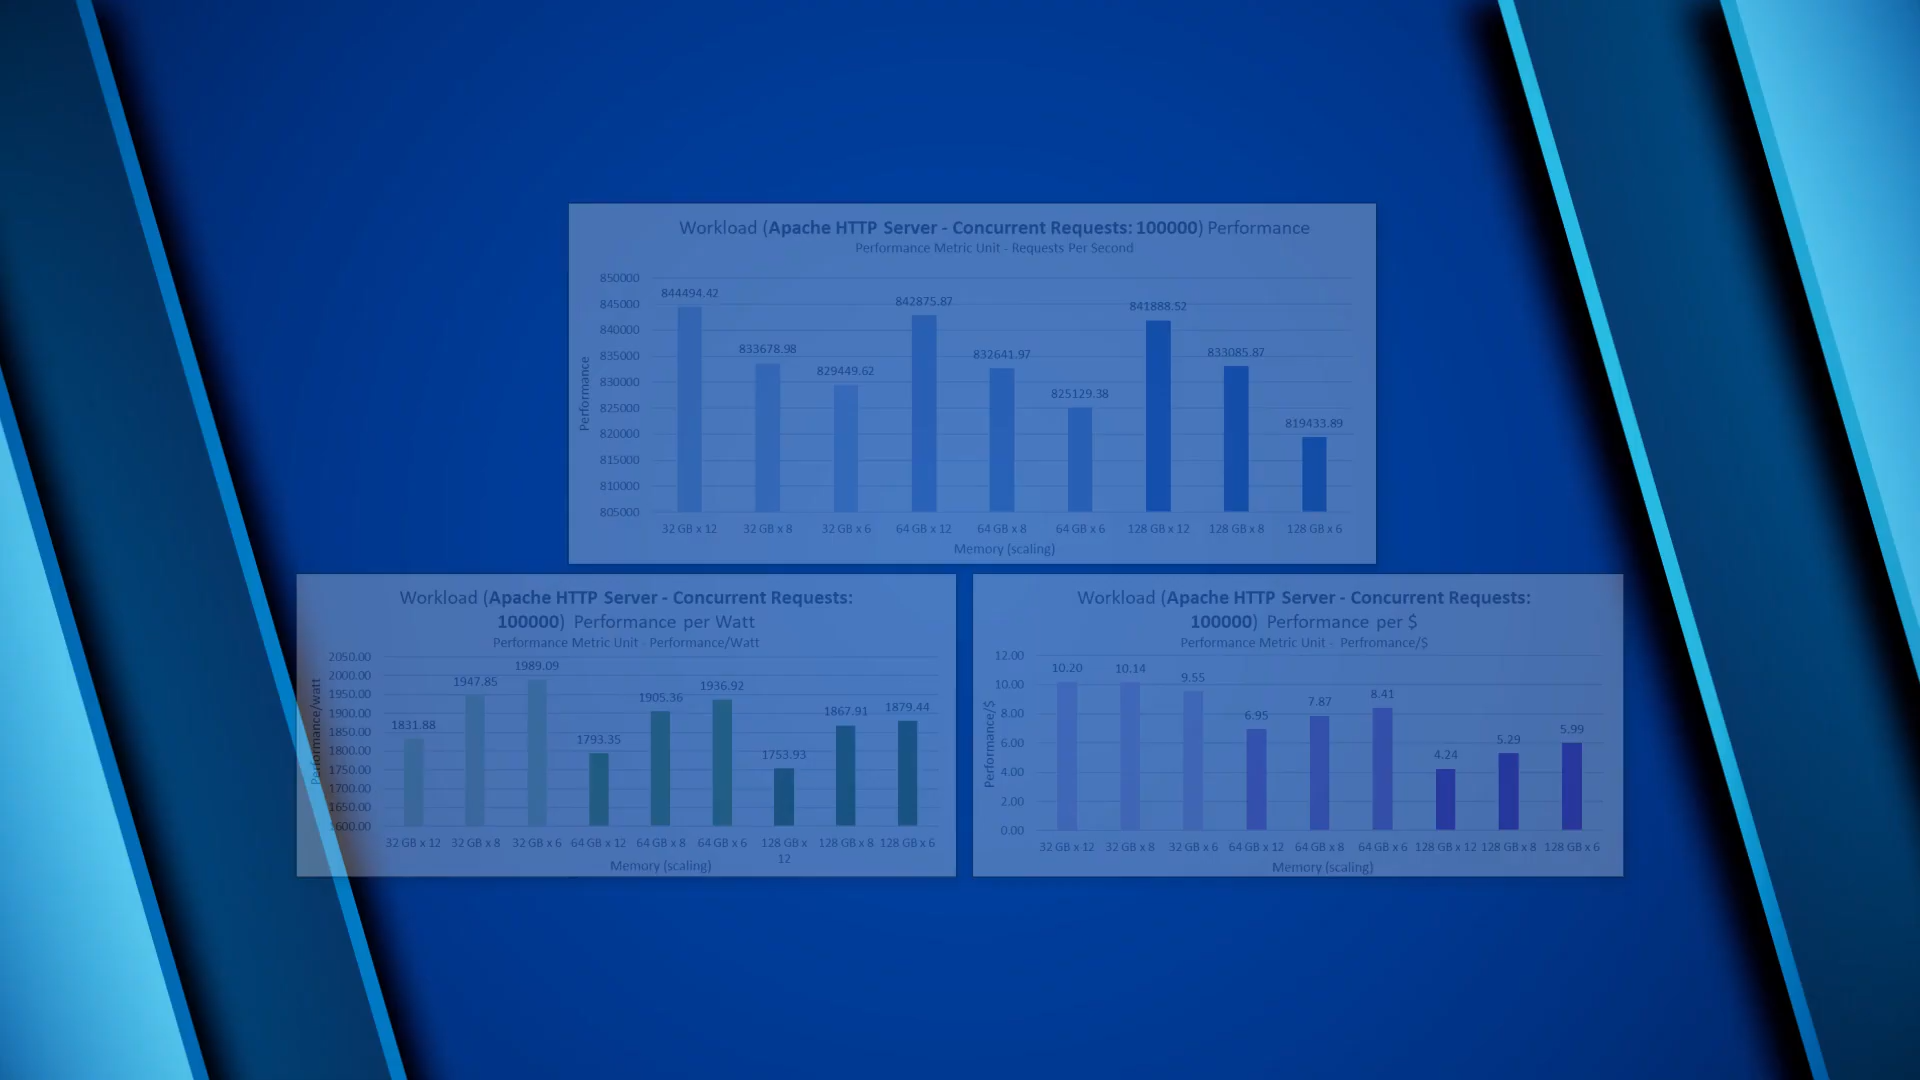 Workload (Apache HTTP Server - Concurrent Requests: 100000) Performance
Performance Metric Unit - Requests Per Second
850000
845000
840000
835000
830000
825000
820000
815000
810000
805000
Performance
844494.42
833678.98
829449.62
842875.87
832641.97
825129.38
841888.52
833085.87
819433.89
32 GB x 12
32 GB x 8
32 GB x 6
64 GB x 12
64 GB x 8
64 GB x 6
128 GB x 12
128 GB x 8
128 GB x 6
Memory (scaling)
Workload (Apache HTTP Server - Concurrent Requests:
100000) Performance per Watt
Performance Metric Unit - Performance/Watt
2050.00
2000.00
1950.00
1900.00
1850.00
1800.00
1750.00
1700.00
1650.00
1600.00
Performance/watt
1831.88
1947.85
1989.09
1793.35
1905.36
1936.92
1753.93
1867.91
1879.44
32 GB x 12
32 GB x 8
32 GB x 6
64 GB x 12
64 GB x 8
64 GB x 6
128 GB x
12
128 GB x 8
128 GB x 6
Memory (scaling)
Workload (Apache HTTP Server - Concurrent Requests:
100000) Performance per $
Performance Metric Unit - Perfromance/$
12.00
10.00
8.00
6.00
4.00
2.00
0.00
Performance/$
10.20
10.14
9.55
6.95
7.87
8.41
4.24
5.29
5.99
32 GB x 12
32 GB x 8
32 GB x 6
64 GB x 12
64 GB x 8
64 GB x 6
128 GB x 12
128 GB x 8
128 GB x 6
Memory (scaling)